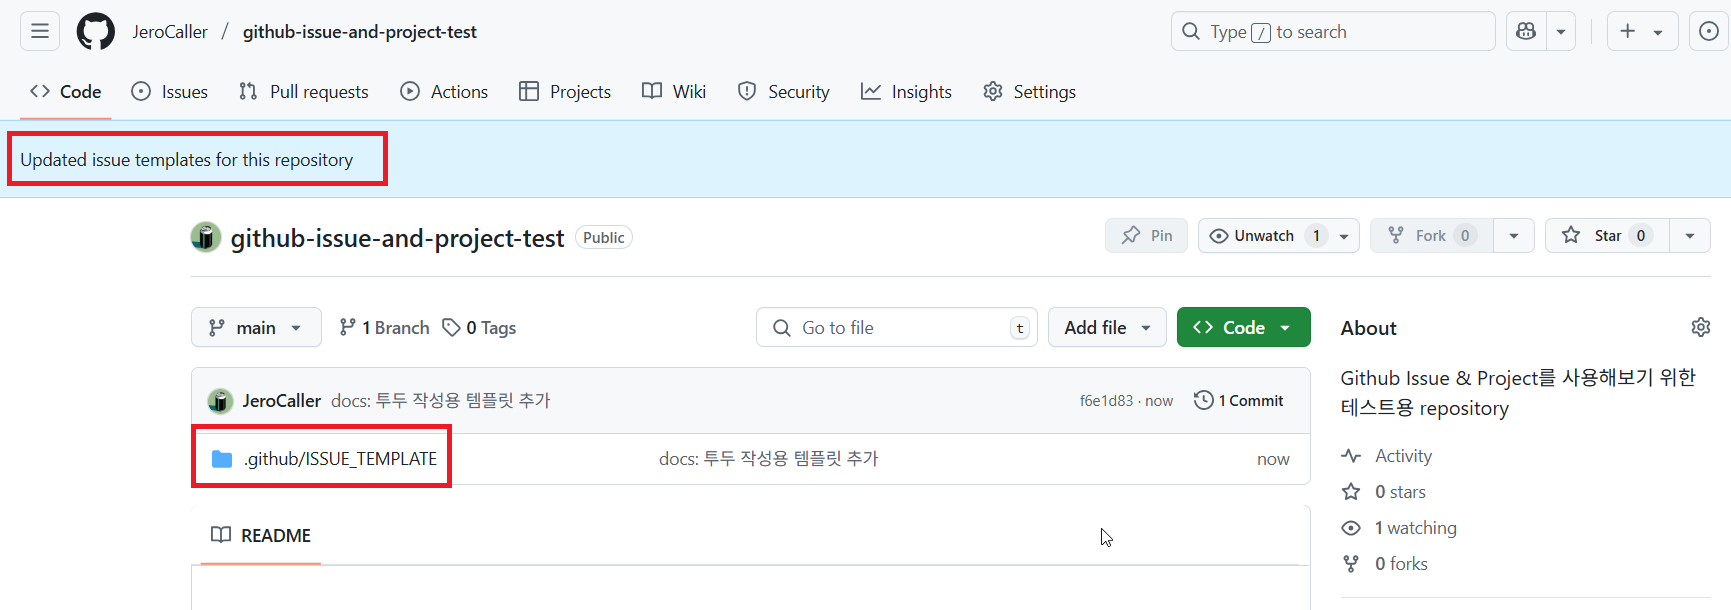 JeroCaller / github-issue-and-project-test
Type / to search
Code Issues Pull requests Actions Projects Wiki Security Insights Settings
Updated issue templates for this repository
github-issue-and-project-test Public
Pin Unwatch 1 Fork 0 Star 0
main 1 Branch 0 Tags Go to file t Add file Code
JeroCaller docs: 투두 작성용 템플릿 추가 f6e1d83 · now 1 Commit
.github/ISSUE_TEMPLATE docs: 투두 작성용 템플릿 추가 now
README
About
Github Issue & Project를 사용해보기 위한
테스트용 repository
Activity
0 stars
1 watching
0 forks